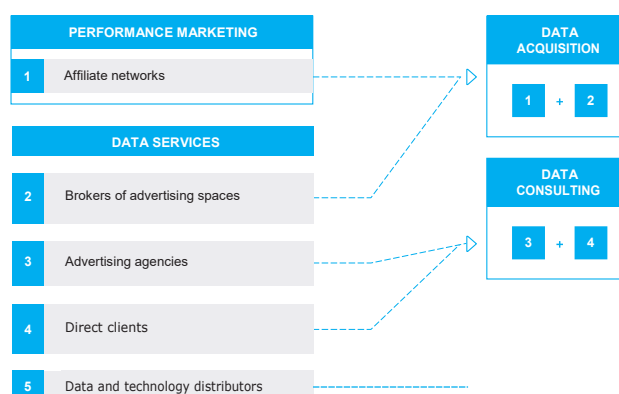 PERFORMANCE MARKETING
1 Affiliate networks
DATA SERVICES
2 Brokers of advertising spaces
3 Advertising agencies
4 Direct clients
5 Data and technology distributors
DATA
ACQUISITION
1 + 2
DATA
CONSULTING
3 + 4